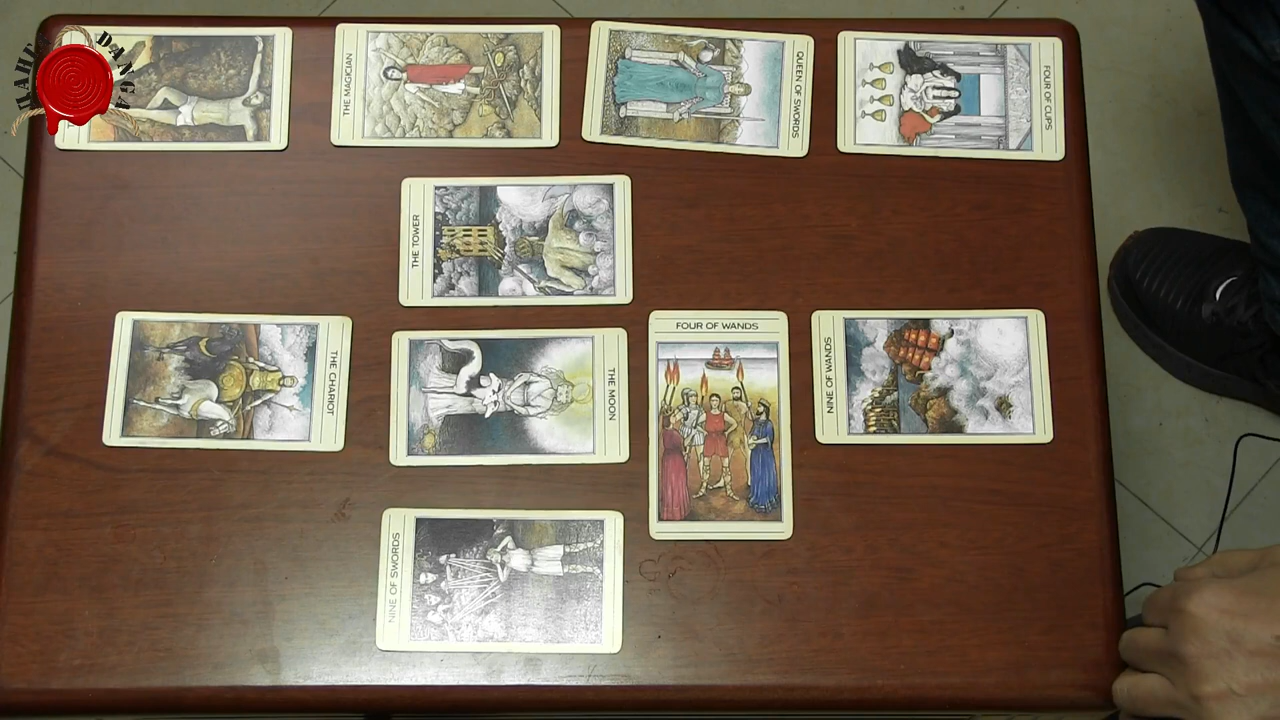 THE MAGICIAN
QUEEN OF SWORDS
FOUR OF CUPS
THE TOWER
THE CHARIOT
THE MOON
FOUR OF WANDS
NINE OF WANDS
NINE OF SWORDS